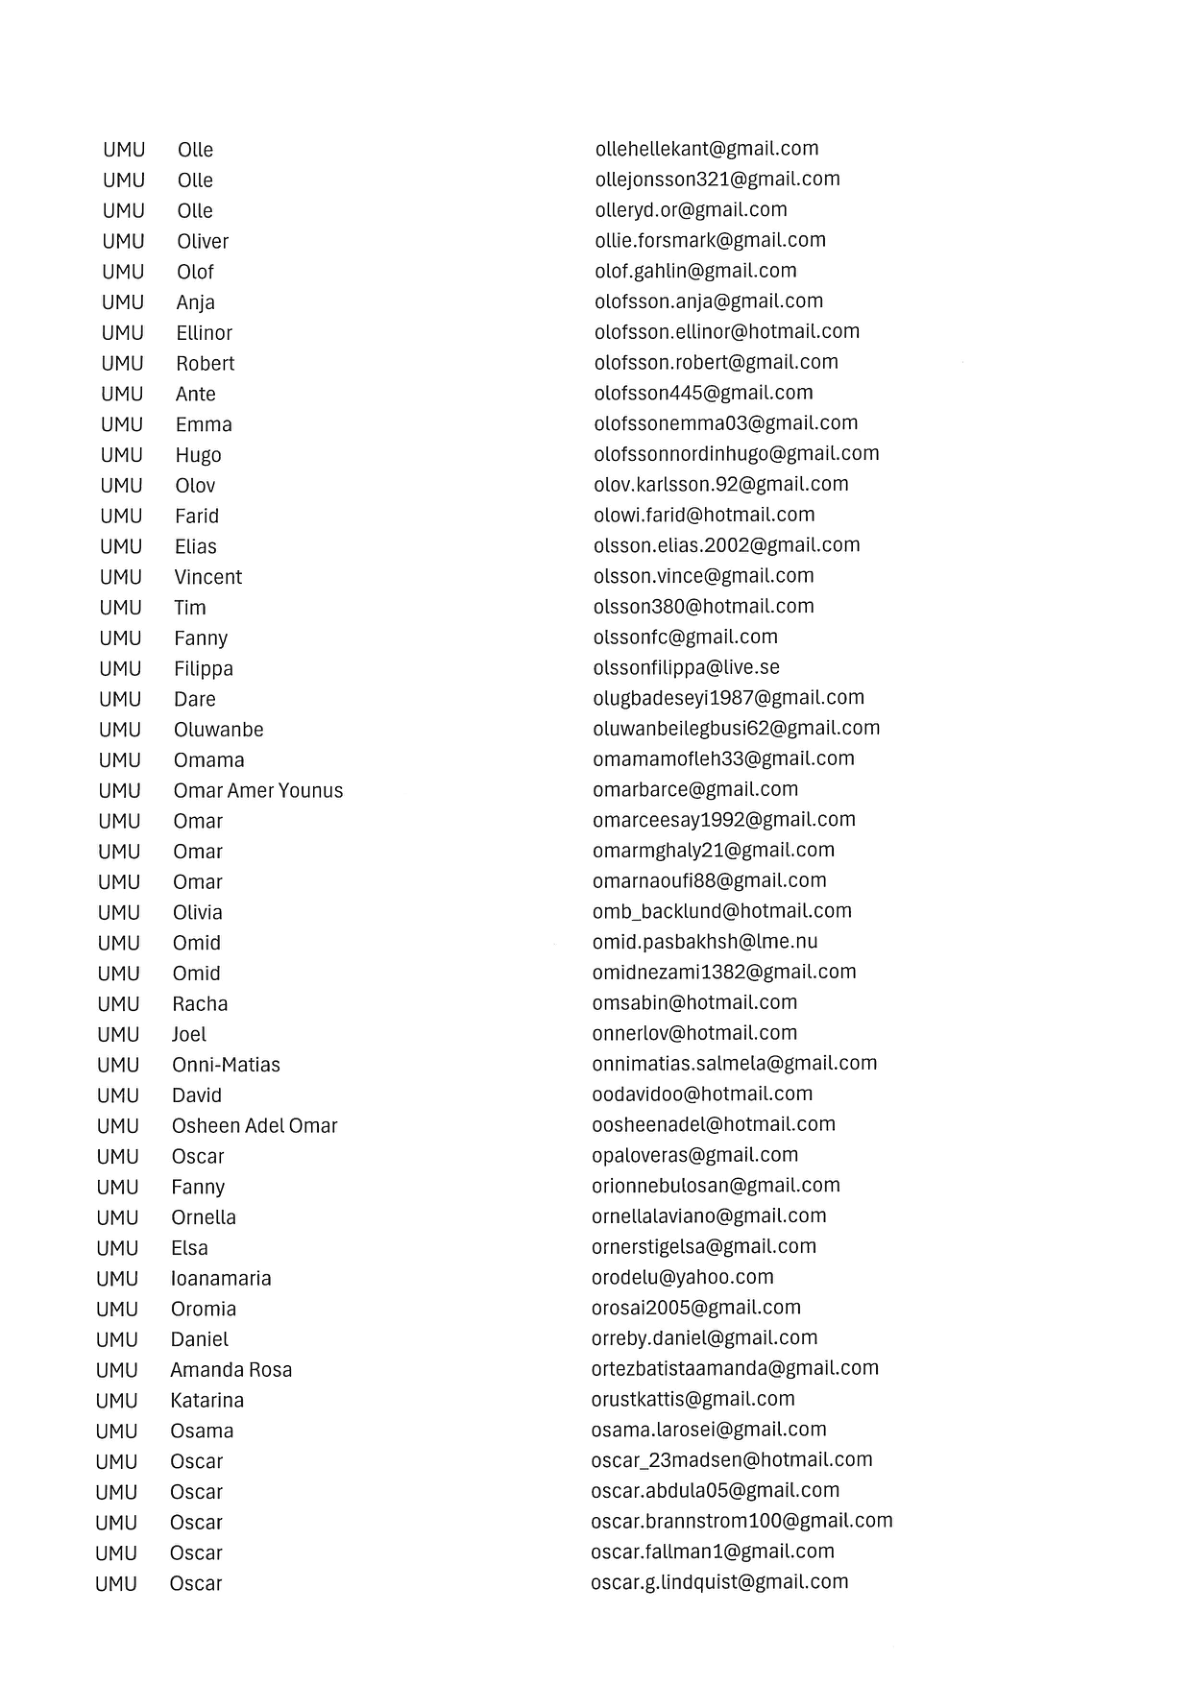 UMU Olle ollehellekant@gmail.com
UMU Olle ollejonsson321@gmail.com
UMU Olle olleryd.or@gmail.com
UMU Oliver ollie.forsmark@gmail.com
UMU Olof olof.gahlin@gmail.com
UMU Anja olofsson.anja@gmail.com
UMU Ellinor olofsson.ellinor@hotmail.com
UMU Robert olofsson.robert@gmail.com
UMU Ante olofsson445@gmail.com
UMU Emma olofssonemma03@gmail.com
UMU Hugo olofssonnordinhugo@gmail.com
UMU Olov olov.karlsson.92@gmail.com
UMU Farid olowi.farid@hotmail.com
UMU Elias olsson.elias.2002@gmail.com
UMU Vincent olsson.vince@gmail.com
UMU Tim olsson380@hotmail.com
UMU Fanny olssonfc@gmail.com
UMU Filippa olssonfilippa@live.se
UMU Dare olugbadeseyi1987@gmail.com
UMU Oluwanbe oluwanbeilegbusi62@gmail.com
UMU Omama omamamofleh33@gmail.com
UMU Omar Amer Younus omarbarce@gmail.com
UMU Omar omarceesay1992@gmail.com
UMU Omar omarmghaly21@gmail.com
UMU Omar omarnaoufi88@gmail.com
UMU Olivia omb_backlund@hotmail.com
UMU Omid omid.pasbakhsh@lme.nu
UMU Omid omidnezami1382@gmail.com
UMU Racha omsabin@hotmail.com
UMU Joel onnerlov@hotmail.com
UMU Onni-Matias onnimatias.salmela@gmail.com
UMU David oodavidoo@hotmail.com
UMU Osheen Adel Omar oosheenadel@hotmail.com
UMU Oscar opaloveras@gmail.com
UMU Fanny orionnebulosan@gmail.com
UMU Ornella ornellalaviano@gmail.com
UMU Elsa ornerstigelsa@gmail.com
UMU Ioanamaria orodelu@yahoo.com
UMU Oromia orosai2005@gmail.com
UMU Daniel orreby.daniel@gmail.com
UMU Amanda Rosa ortezbatistaamanda@gmail.com
UMU Katarina orustkattis@gmail.com
UMU Osama osama.larosei@gmail.com
UMU Oscar oscar_23madsen@hotmail.com
UMU Oscar oscar.abdula05@gmail.com
UMU Oscar oscar.brannstrom100@gmail.com
UMU Oscar oscar.fallman1@gmail.com
UMU Oscar oscar.g.lindquist@gmail.com